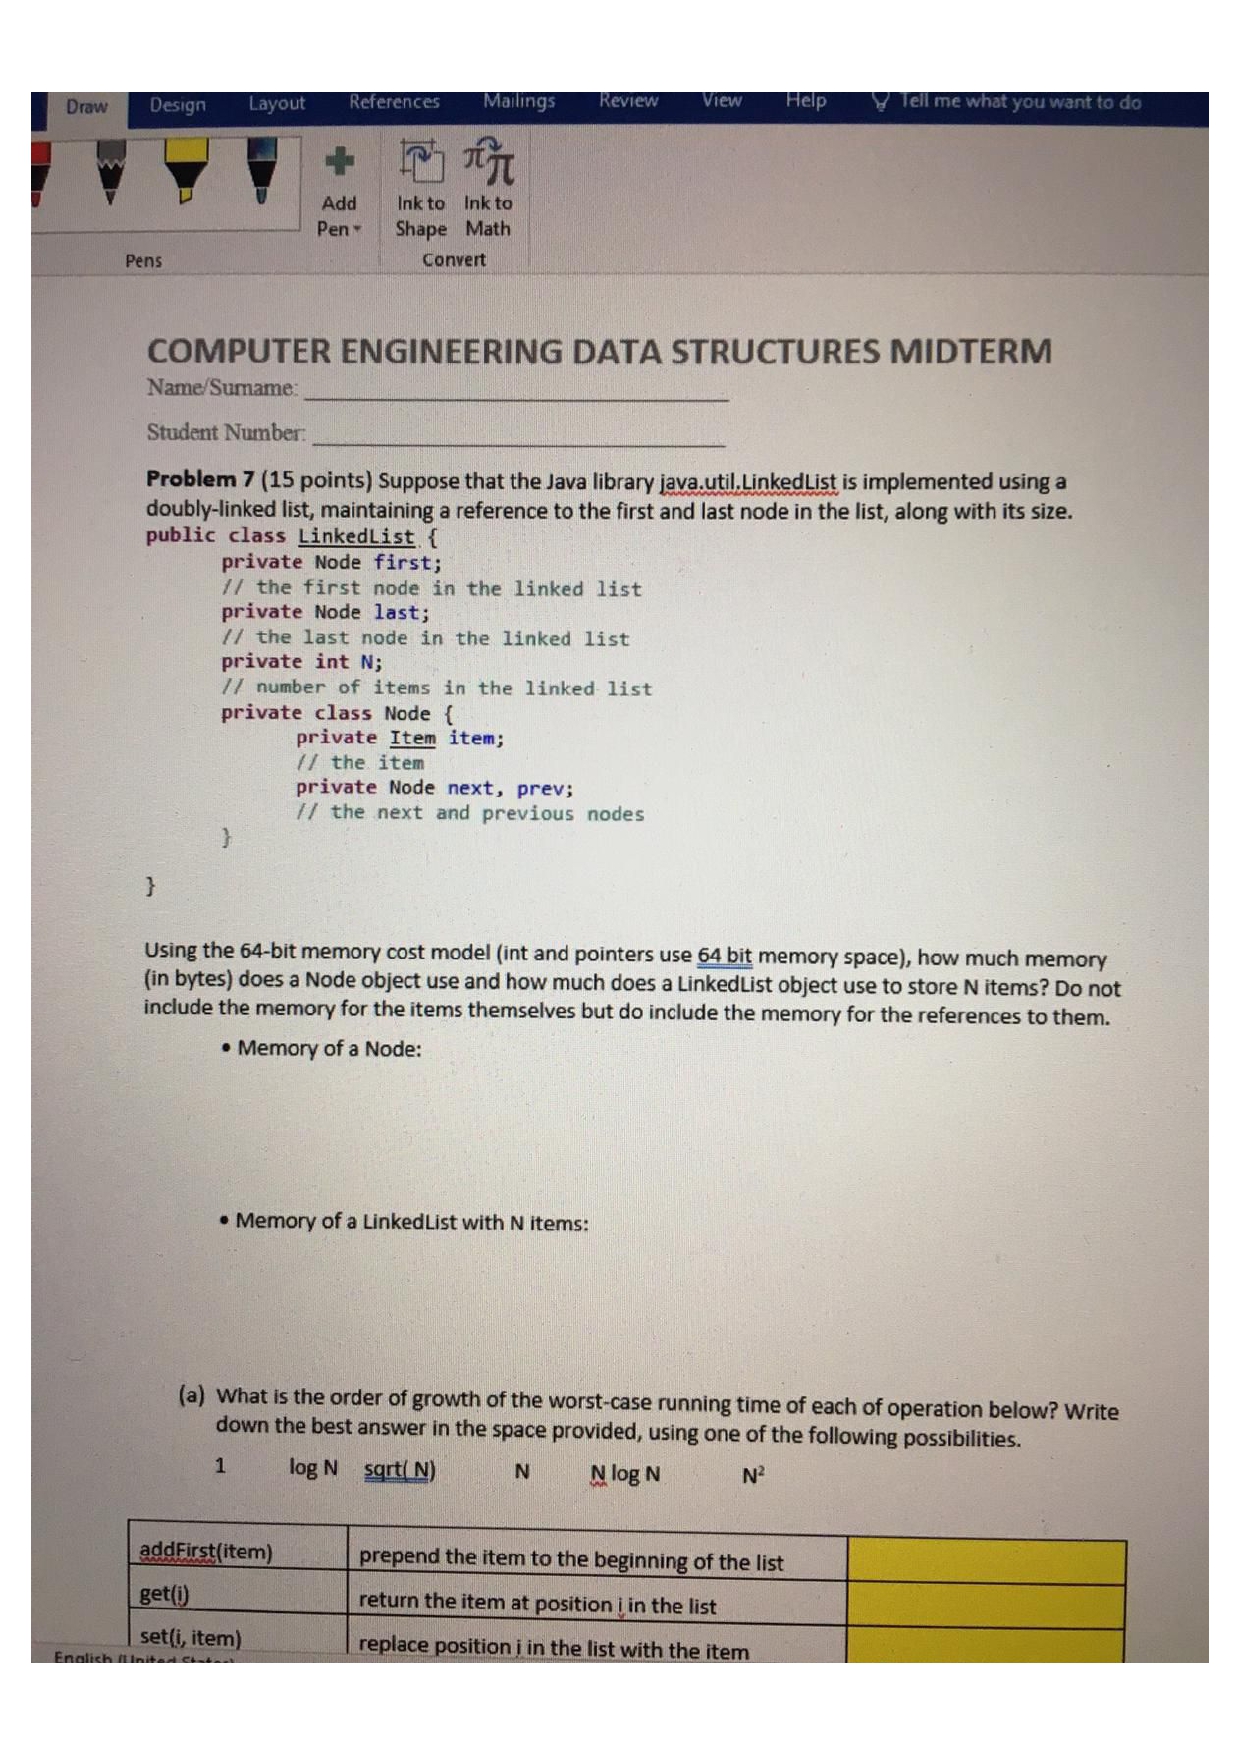 Draw Design Layout References Mailings Review View Help Tell me what you want to do
Add Ink to Ink to
Pen Shape Math
Pens Convert
COMPUTER ENGINEERING DATA STRUCTURES MIDTERM
Name/Surname:
Student Number:
Problem 7 (15 points) Suppose that the Java library java.util.LinkedList is implemented using a
doubly-linked list, maintaining a reference to the first and last node in the list, along with its size.
public class LinkedList {
private Node first;
// the first node in the linked list
private Node last;
// the last node in the linked list
private int N;
// number of items in the linked list
private class Node {
private Item item;
// the item
private Node next, prev;
// the next and previous nodes
}
}
Using the 64-bit memory cost model (int and pointers use 64 bit memory space), how much memory
(in bytes) does a Node object use and how much does a LinkedList object use to store N items? Do not
include the memory for the items themselves but do include the memory for the references to them.
• Memory of a Node:
• Memory of a LinkedList with N items:
(a) What is the order of growth of the worst-case running time of each of operation below? Write
down the best answer in the space provided, using one of the following possibilities.
1 log N sqrt( N) N N log N N²
addFirst(item) prepend the item to the beginning of the list
get(i) return the item at position i in the list
set(i, item) replace position i in the list with the item
English (United States)